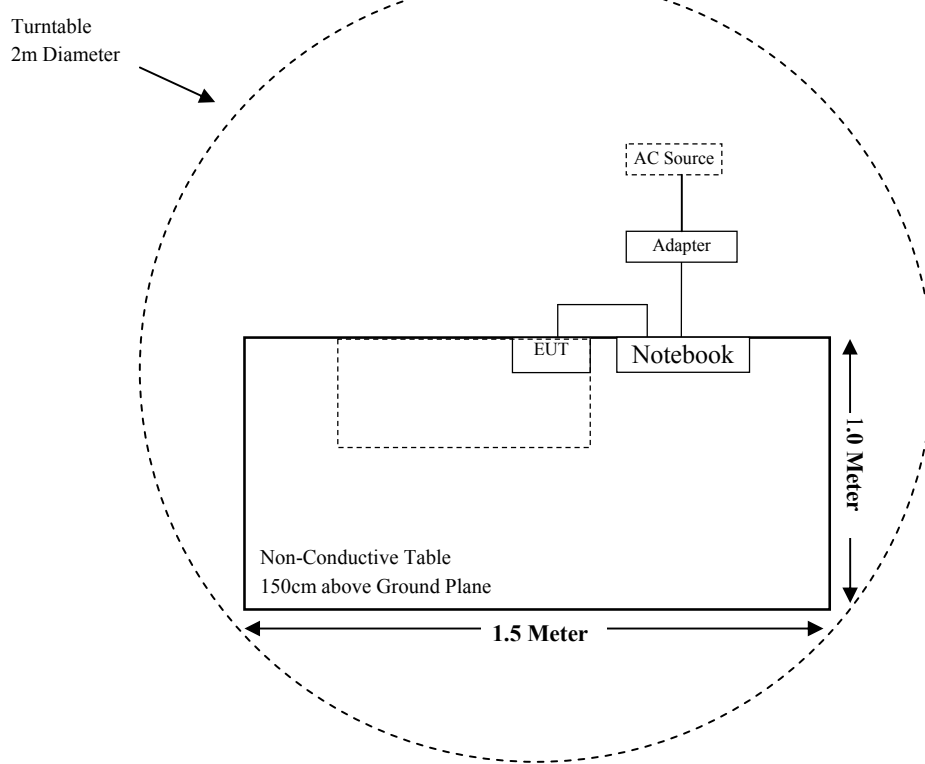 Turntable
2m Diameter
AC Source
Adapter
EUT
Notebook
1.0 Meter
Non-Conductive Table
150cm above Ground Plane
1.5 Meter